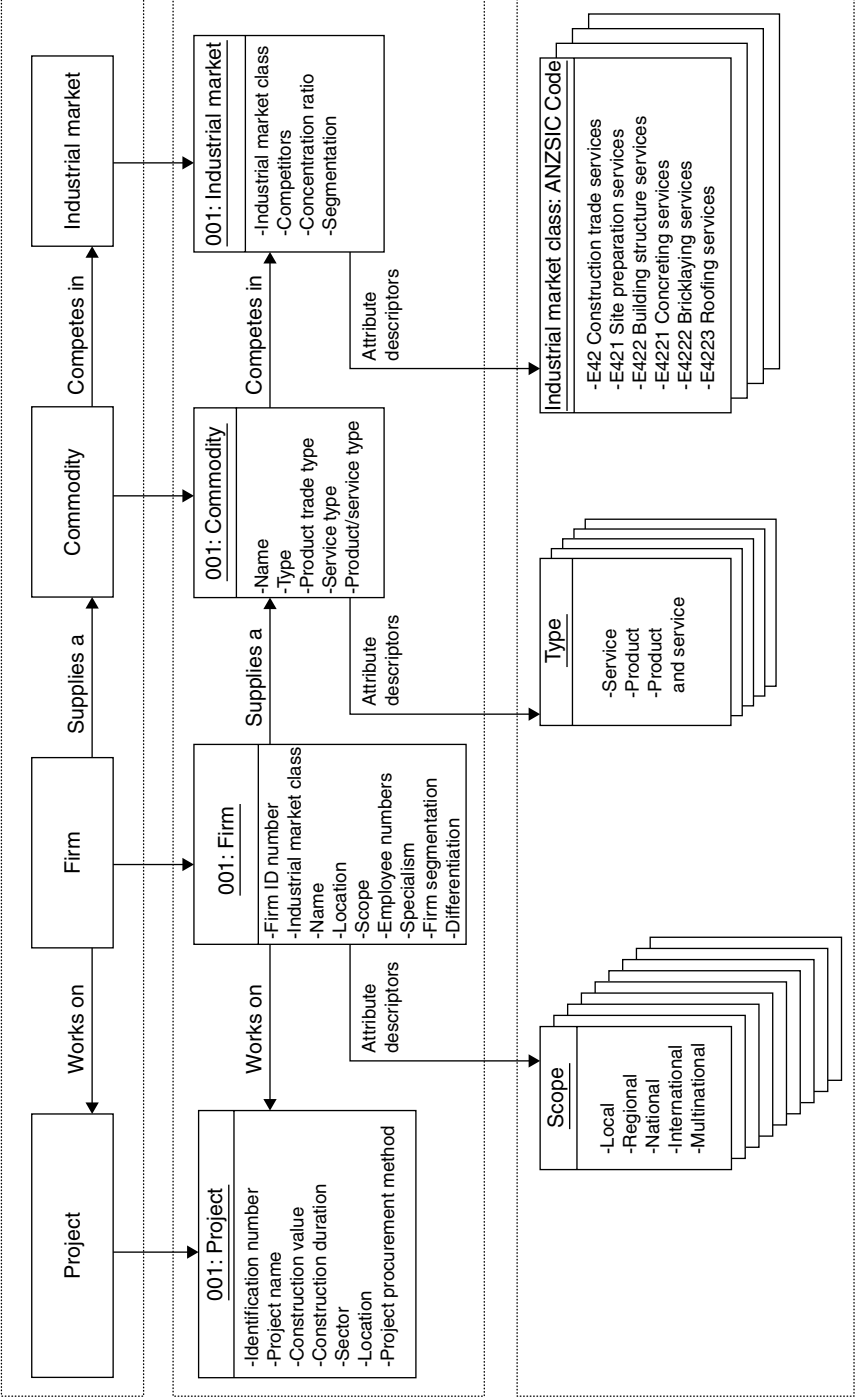 Project
Works on
Firm
Supplies a
Commodity
Competes in
Industrial market
001: Project
-Identification number
-Project name
-Construction value
-Construction duration
-Sector
-Location
-Project procurement method
Works on
001: Firm
-Firm ID number
-Industrial market class
-Name
-Location
-Scope
-Employee numbers
-Specialism
-Firm segmentation
-Differentiation
Supplies a
001: Commodity
-Name
-Type
-Product trade type
-Service type
-Product/service type
Competes in
001: Industrial market
-Industrial market class
-Competitors
-Concentration ratio
-Segmentation
Attribute
descriptors
Attribute
descriptors
Attribute
descriptors
Scope
-Local
-Regional
-National
-International
-Multinational
Type
-Service
-Product
-Product
and service
Industrial market class: ANZSIC Code
-E42 Construction trade services
-E421 Site preparation services
-E422 Building structure services
-E4221 Concreting services
-E4222 Bricklaying services
-E4223 Roofing services